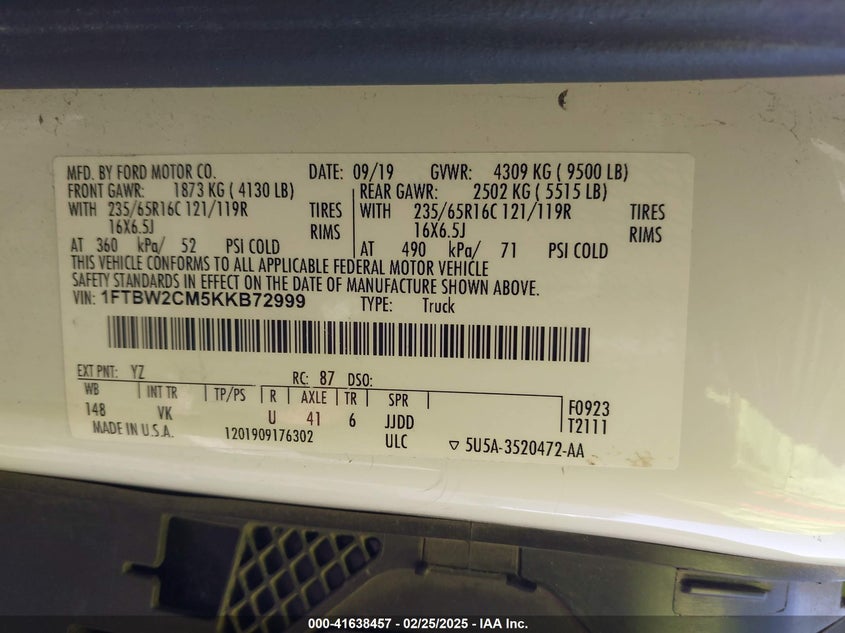 MFD. BY FORD MOTOR CO. DATE: 09/19 GVWR: 4309 KG ( 9500 LB)
FRONT GAWR: 1873 KG ( 4130 LB) REAR GAWR: 2502 KG ( 5515 LB)
WITH 235/65R16C 121/119R TIRES WITH 235/65R16C 121/119R TIRES
16X6.5J RIMS 16X6.5J RIMS
AT 360 kPa/ 52 PSI COLD AT 490 kPa/ 71 PSI COLD
THIS VEHICLE CONFORMS TO ALL APPLICABLE FEDERAL MOTOR VEHICLE
SAFETY STANDARDS IN EFFECT ON THE DATE OF MANUFACTURE SHOWN ABOVE.
VIN: 1FTBW2CM5KKB72999 TYPE: Truck
EXT PNT: YZ RC: 87 DSO:
WB INT TR TP/PS R AXLE TR SPR F0923
148 VK U 41 6 JJDD T2111
MADE IN U.S.A. 1201909176302 ULC ▽ 5U5A-3520472-AA
000-41638457 - 02/25/2025 - IAA Inc.